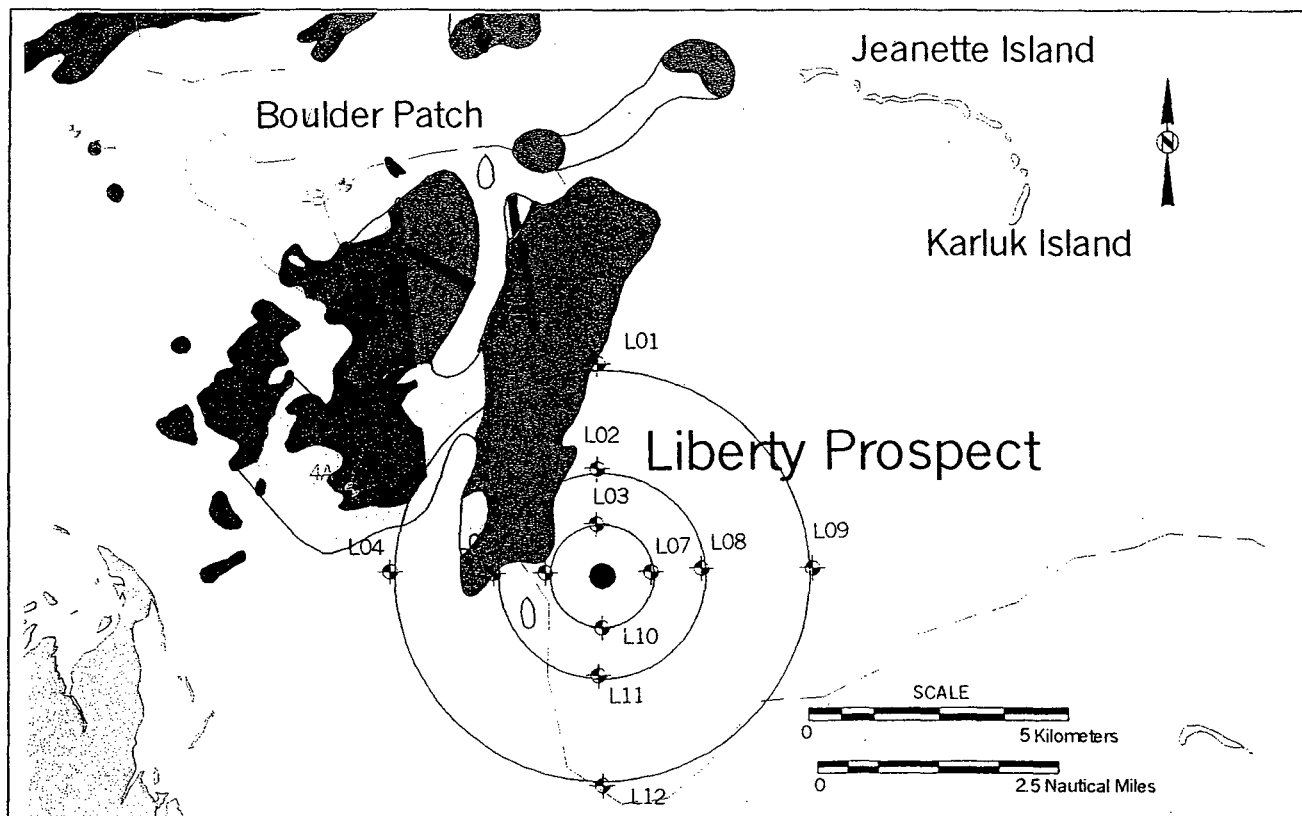 Jeanette Island
Boulder Patch
N
Karluk Island
L01
L02
Liberty Prospect
L03
L04
L07
L08
L09
L10
L11
L12
SCALE
0
5 Kilometers
0
2.5 Nautical Miles